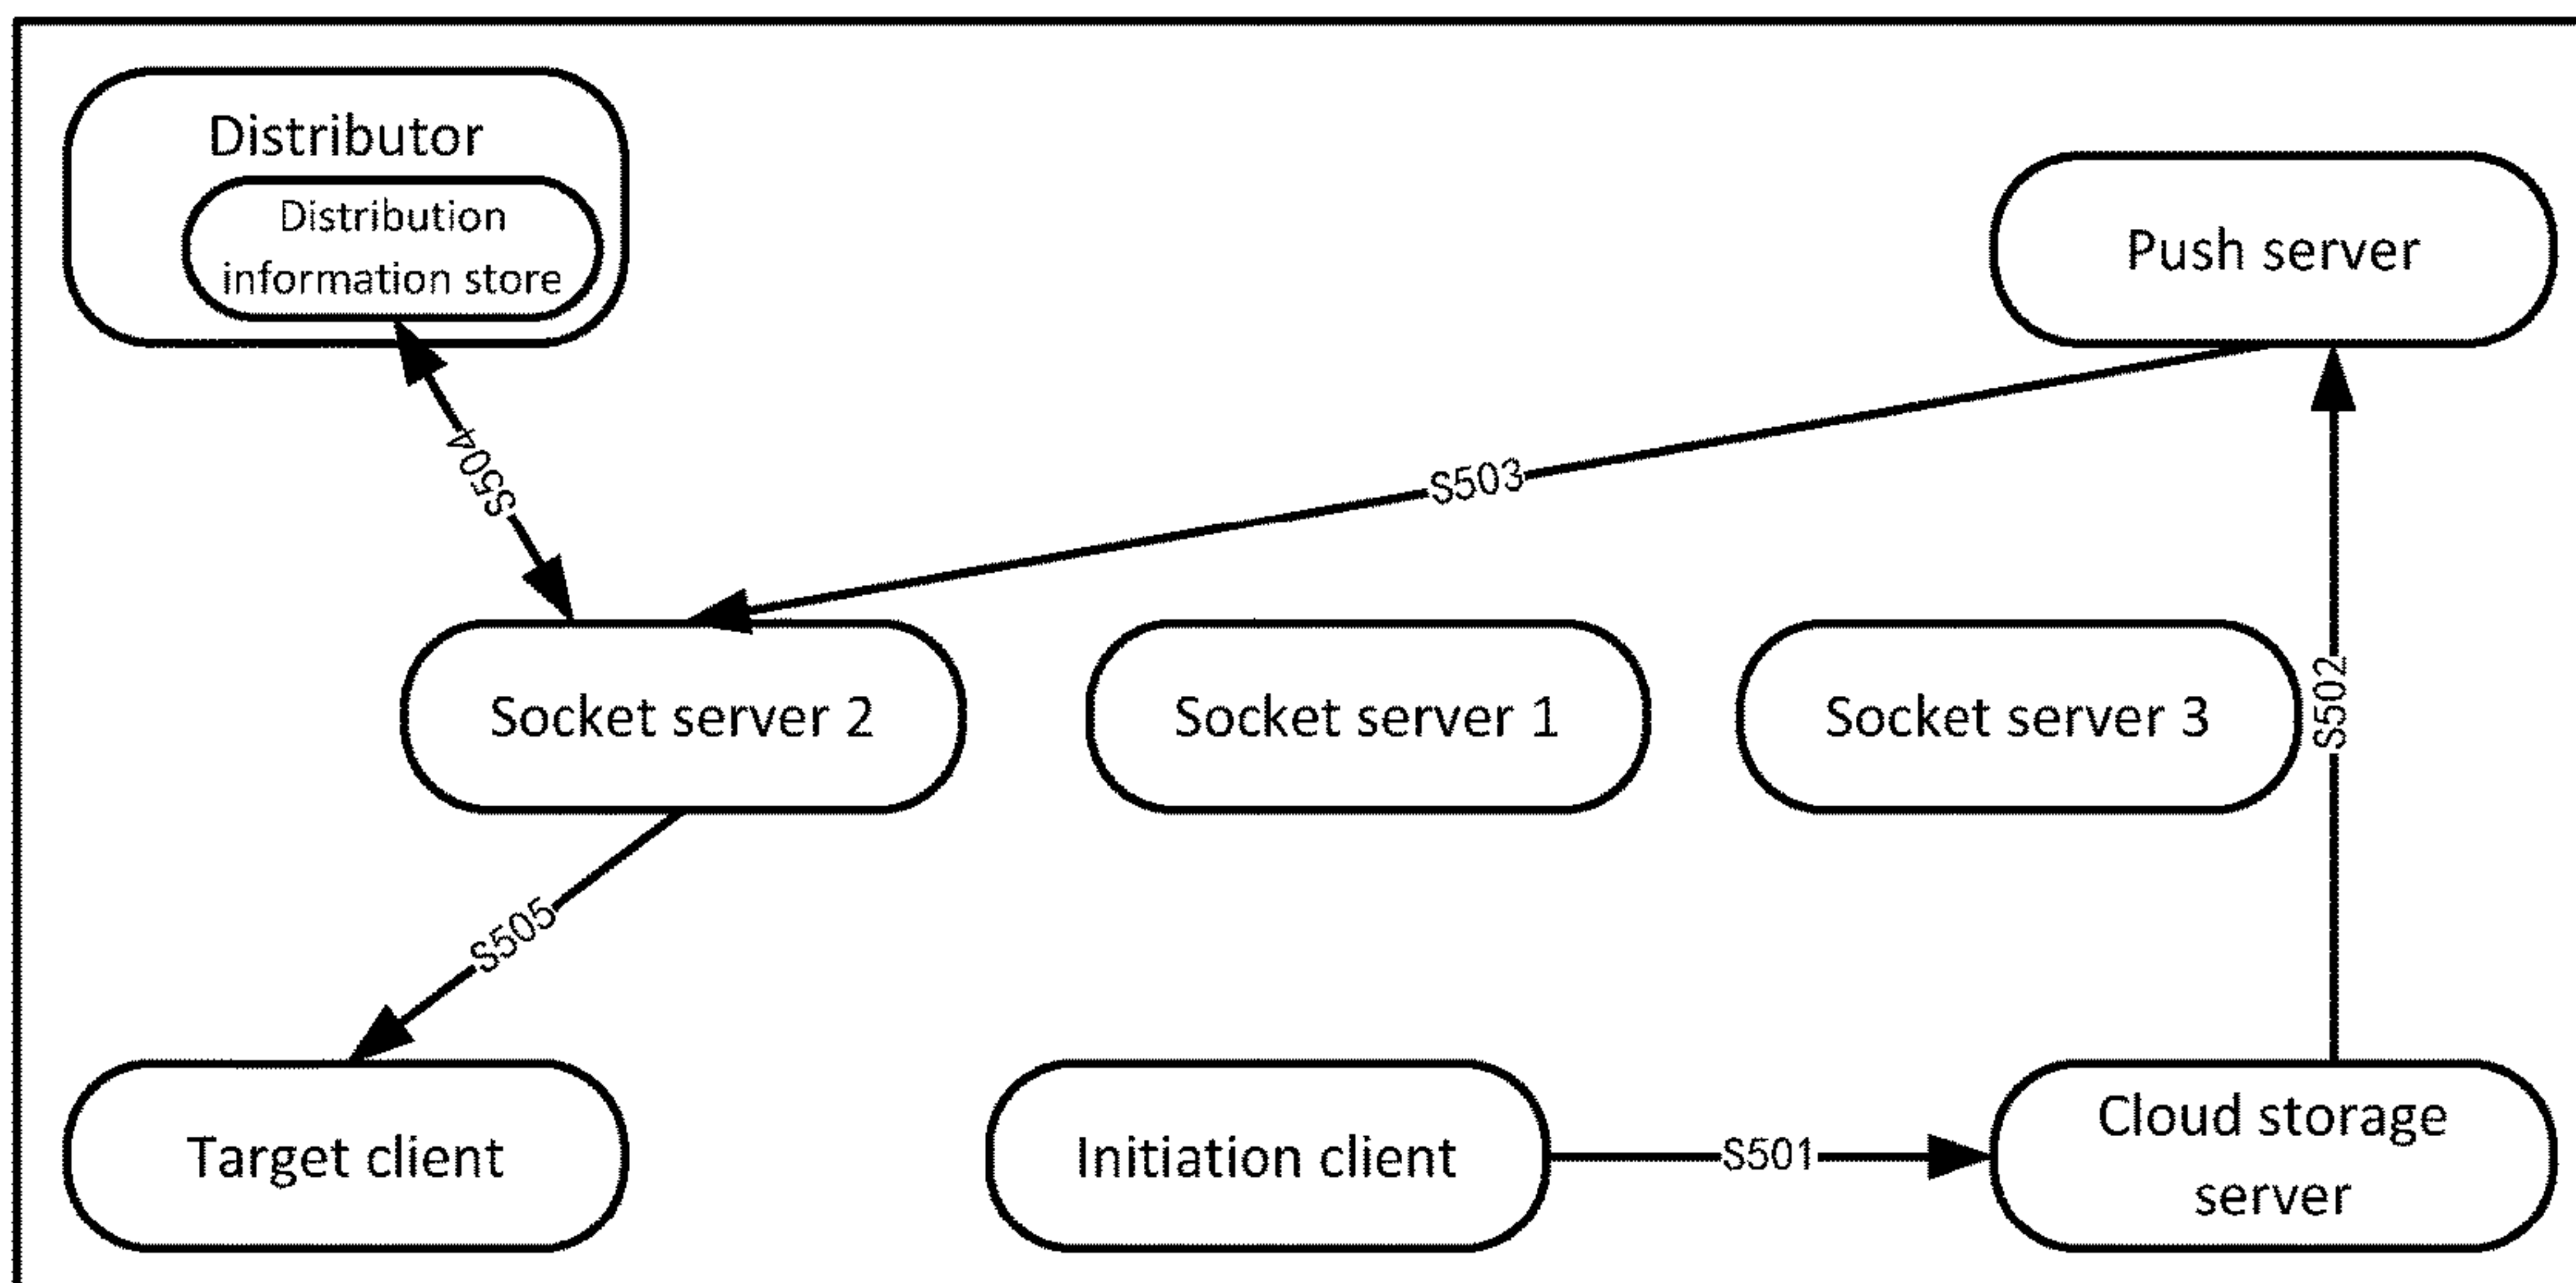 Distributor
Distribution
information store
Push server
S504
S503
Socket server 2
Socket server 1
Socket server 3
S502
S505
Target client
Initiation client
S501
Cloud storage
server